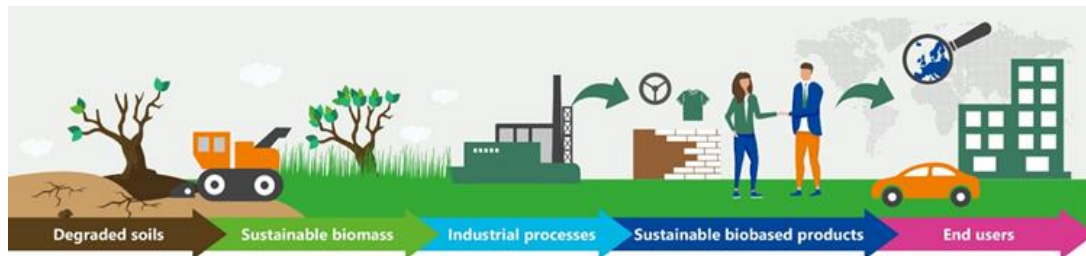 Degraded soils
Sustainable biomass
Industrial processes
Sustainable biobased products
End users